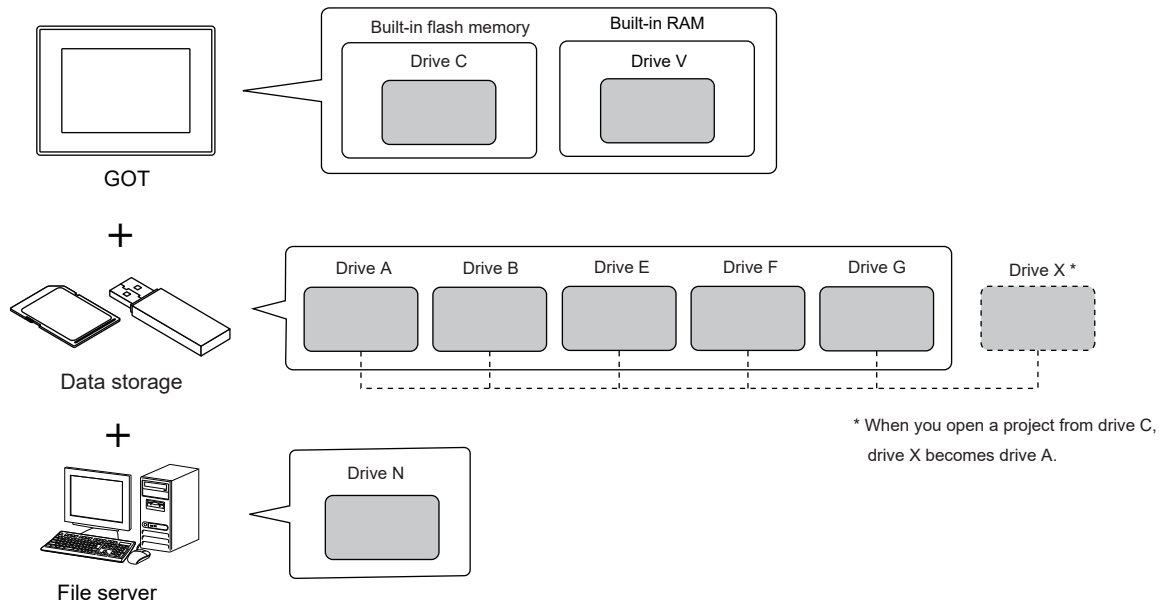 Built-in flash memory
Built-in RAM
Drive C
Drive V
GOT
+
Drive A
Drive B
Drive E
Drive F
Drive G
Drive X *
Data storage
* When you open a project from drive C,
drive X becomes drive A.
+
Drive N
File server